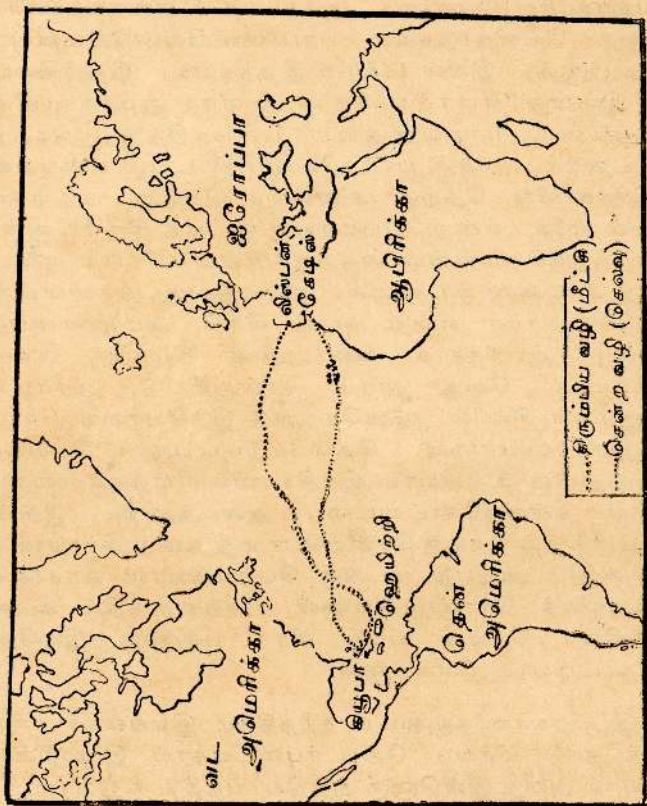 வட
அமெரிக்கா
ஐரோப்பா
லிஸ்பன்
கேடிஸ்
ஆபிரிக்கா
கியூபா
ஹெயிற்றி
தென்
அமெரிக்கா
திரும்பிய வழி (மீட்சி)
சென்ற வழி (செலவு)